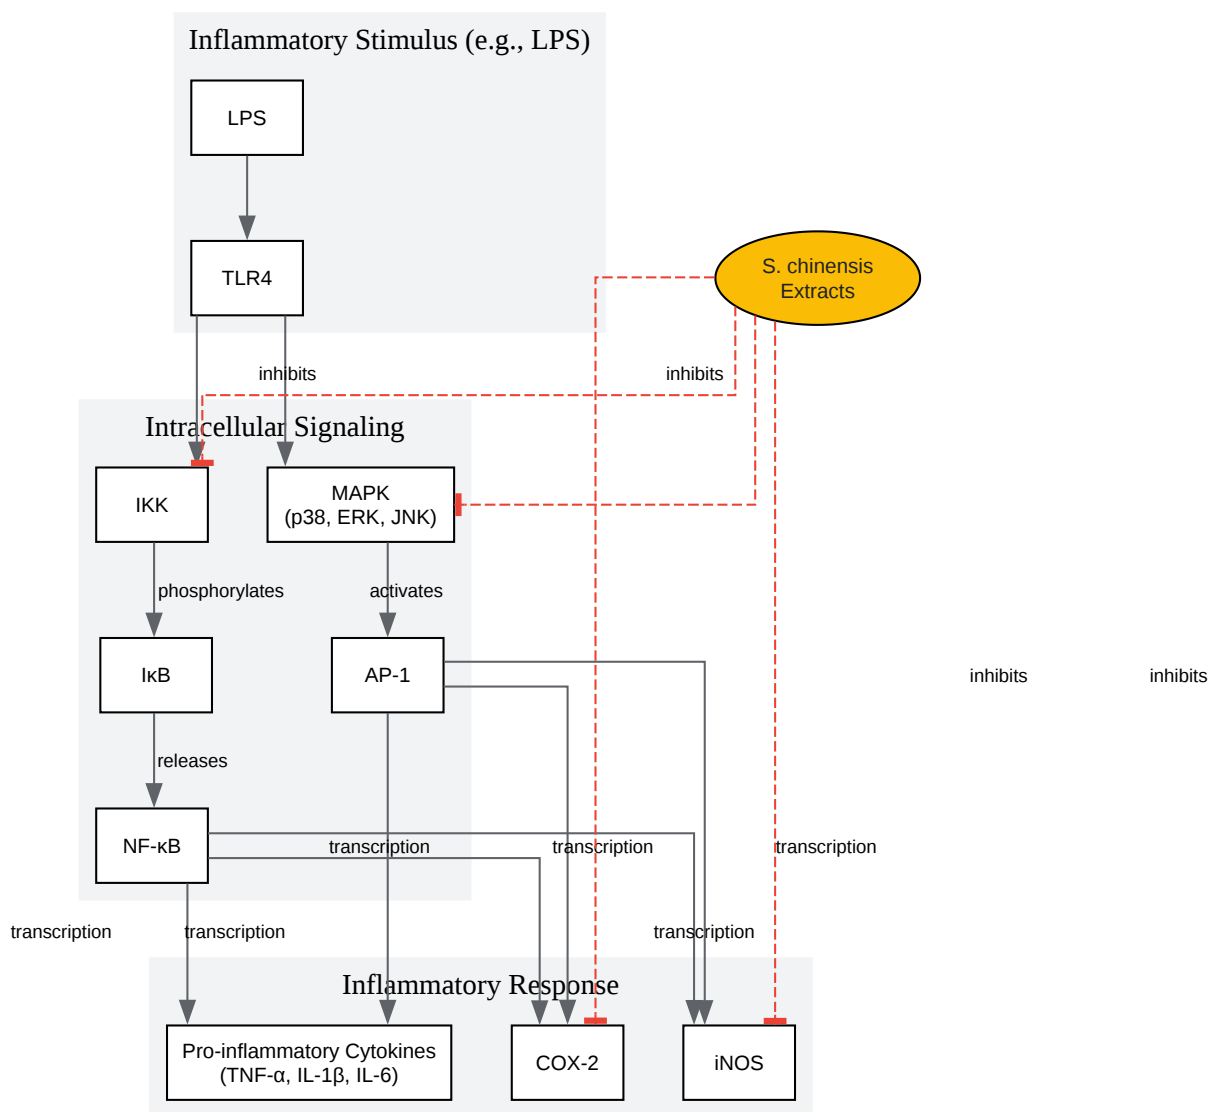 Inflammatory Stimulus (e.g., LPS)
LPS
TLR4
S. chinensis
Extracts
inhibits
inhibits
Intracellular Signaling
IKK
MAPK
(p38, ERK, JNK)
phosphorylates
activates
IκB
AP-1
inhibits
inhibits
releases
NF-κB
transcription
transcription
transcription
transcription
transcription
transcription
Inflammatory Response
Pro-inflammatory Cytokines
(TNF-α, IL-1β, IL-6)
COX-2
iNOS